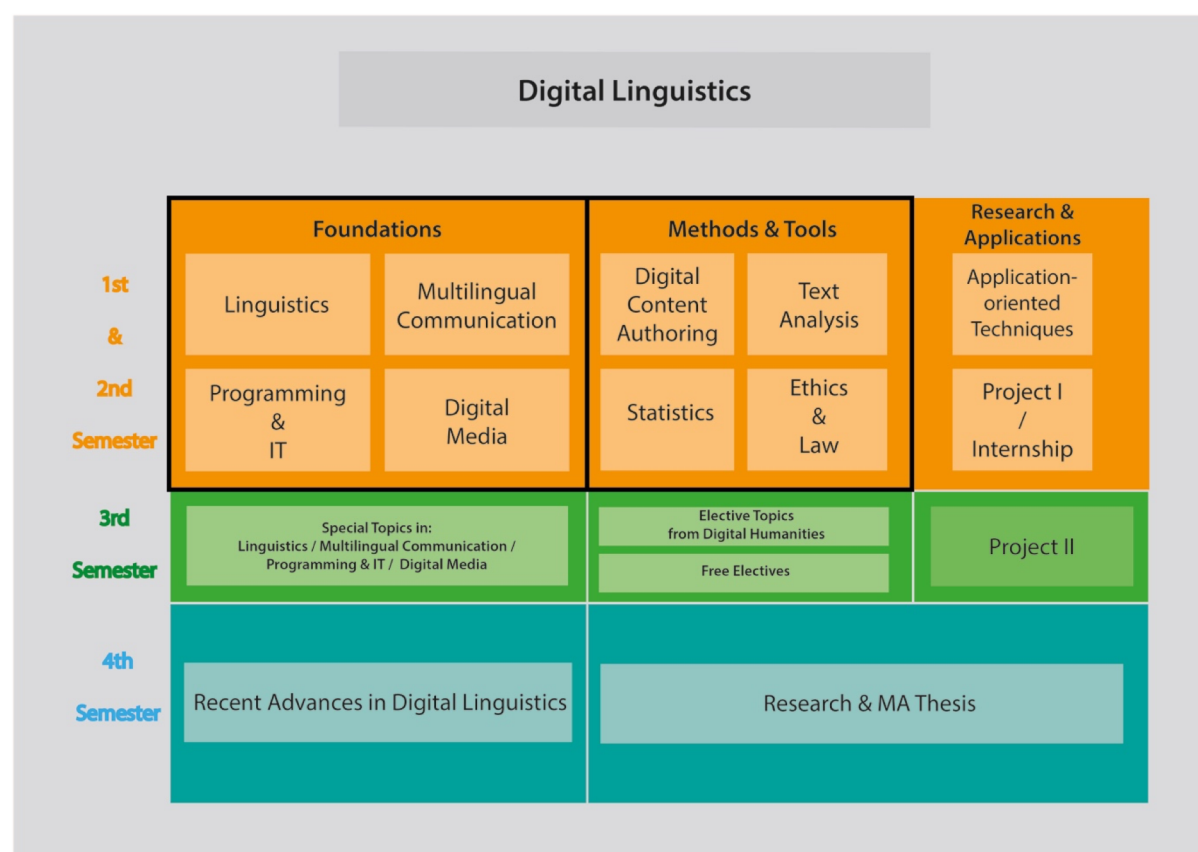 Digital Linguistics
Foundations
Methods & Tools
Research &
Applications
1st
&
2nd
Semester
Linguistics
Multilingual
Communication
Digital
Content
Authoring
Text
Analysis
Application-
oriented
Techniques
Programming
&
IT
Digital
Media
Statistics
Ethics
&
Law
Project I
/
Internship
3rd
Semester
Special Topics in:
Linguistics / Multilingual Communication /
Programming & IT / Digital Media
Elective Topics
from Digital Humanities
Free Electives
Project II
4th
Semester
Recent Advances in Digital Linguistics
Research & MA Thesis